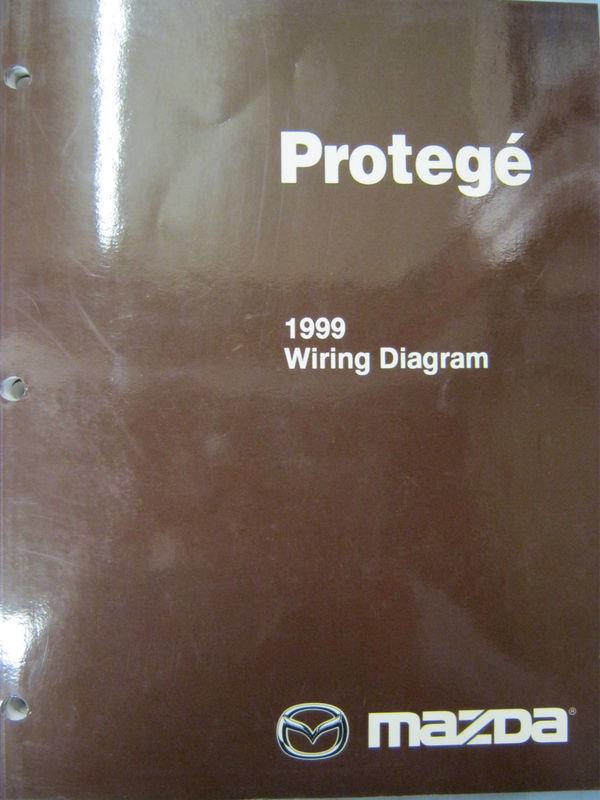 Protegé
1999
Wiring Diagram
mazda®